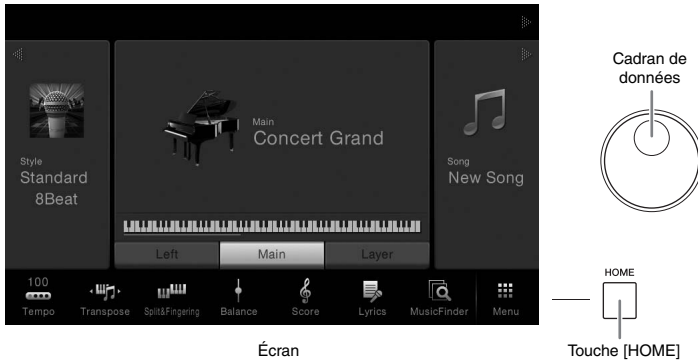 Cadran de
données
Main
Concert Grand
Style
Standard
8Beat
Song
New Song
Left
Main
Layer
100
Tempo
Transpose
Split&Fingering
Balance
Score
Lyrics
MusicFinder
Menu
HOME
Écran
Touche [HOME]